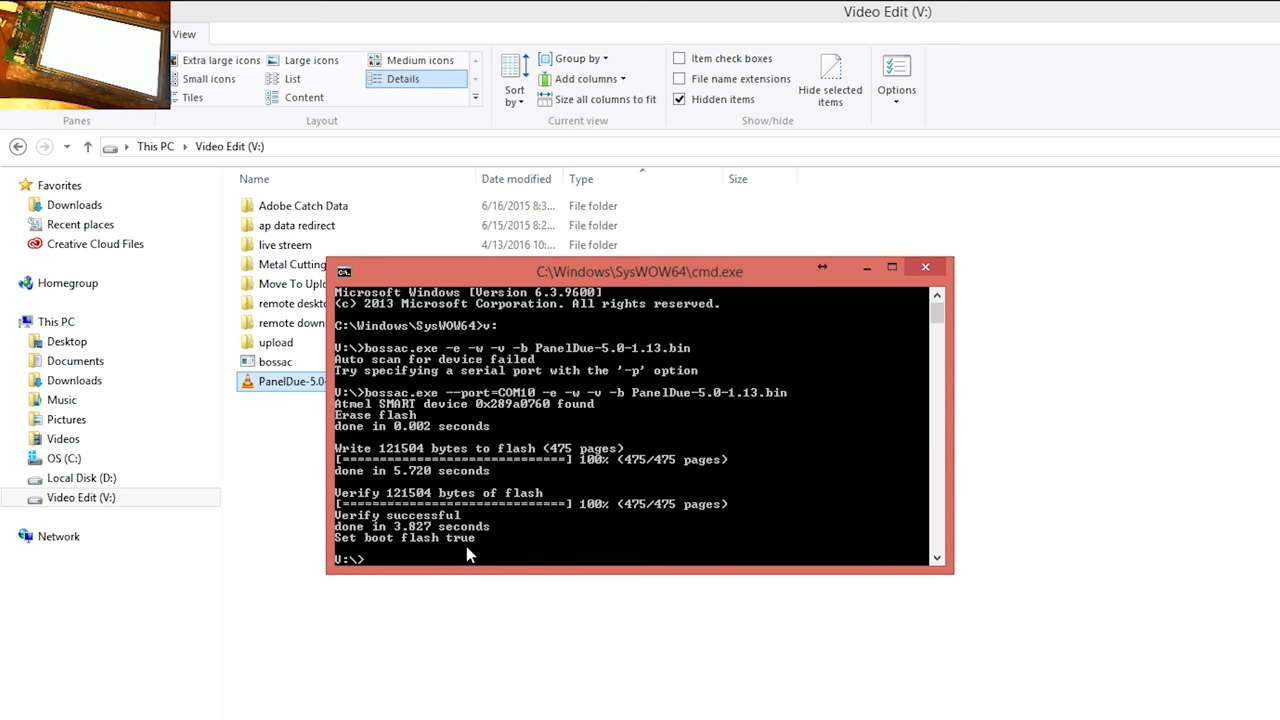 Video Edit (V:)
View
Extra large icons
Large icons
Medium icons
Small icons
List
Details
Tiles
Content
Panes
Layout
Sort by
Group by
Add columns
Size all columns to fit
Current view
Item check boxes
File name extensions
Hidden items
Hide selected items
Show/hide
Options
This PC
Video Edit (V:)
Favorites
Downloads
Recent places
Creative Cloud Files
Homegroup
This PC
Desktop
Documents
Downloads
Music
Pictures
Videos
OS (C:)
Local Disk (D:)
Video Edit (V:)
Network
Name
Date modified
Type
Size
Adobe Catch Data
6/16/2015 8:3...
File folder
ap data redirect
6/15/2015 8:2...
File folder
live streem
4/13/2016 10:...
File folder
Metal Cutting
Move To Uplo
remote deskto
remote down
upload
bossac
PanelDue-5.0-
C:\Windows\SysWOW64\cmd.exe
Microsoft Windows [Version 6.3.9600]
(c) 2013 Microsoft Corporation. All rights reserved.
C:\Windows\SysWOW64>v:
V:\>bossac.exe -e -w -v -b PanelDue-5.0-1.13.bin
Auto scan for device failed
Try specifying a serial port with the '-p' option
V:\>bossac.exe --port=COM10 -e -w -v -b PanelDue-5.0-1.13.bin
Atmel SMART device 0x289a0760 found
Erase flash
done in 0.002 seconds
Write 121504 bytes to flash (475 pages)
[==============================] 100% (475/475 pages)
done in 5.720 seconds
Verify 121504 bytes of flash
[==============================] 100% (475/475 pages)
Verify successful
done in 3.827 seconds
Set boot flash true
V:\>